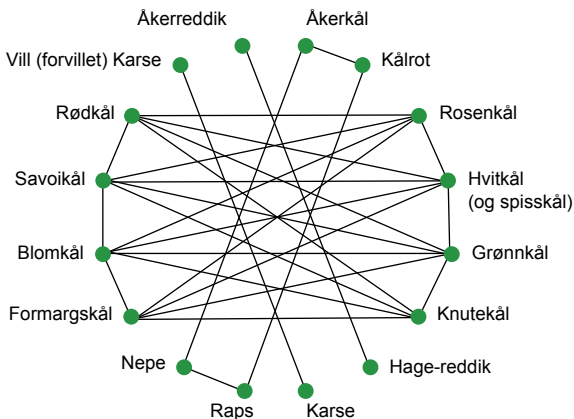 Åkerreddik
Åkerkål
Vill (forvillet) Karse
Kålrot
Rødkål
Rosenkål
Savoikål
Hvitkål
(og spisskål)
Blomkål
Grønnkål
Formargskål
Knutekål
Nepe
Hage-reddik
Raps
Karse